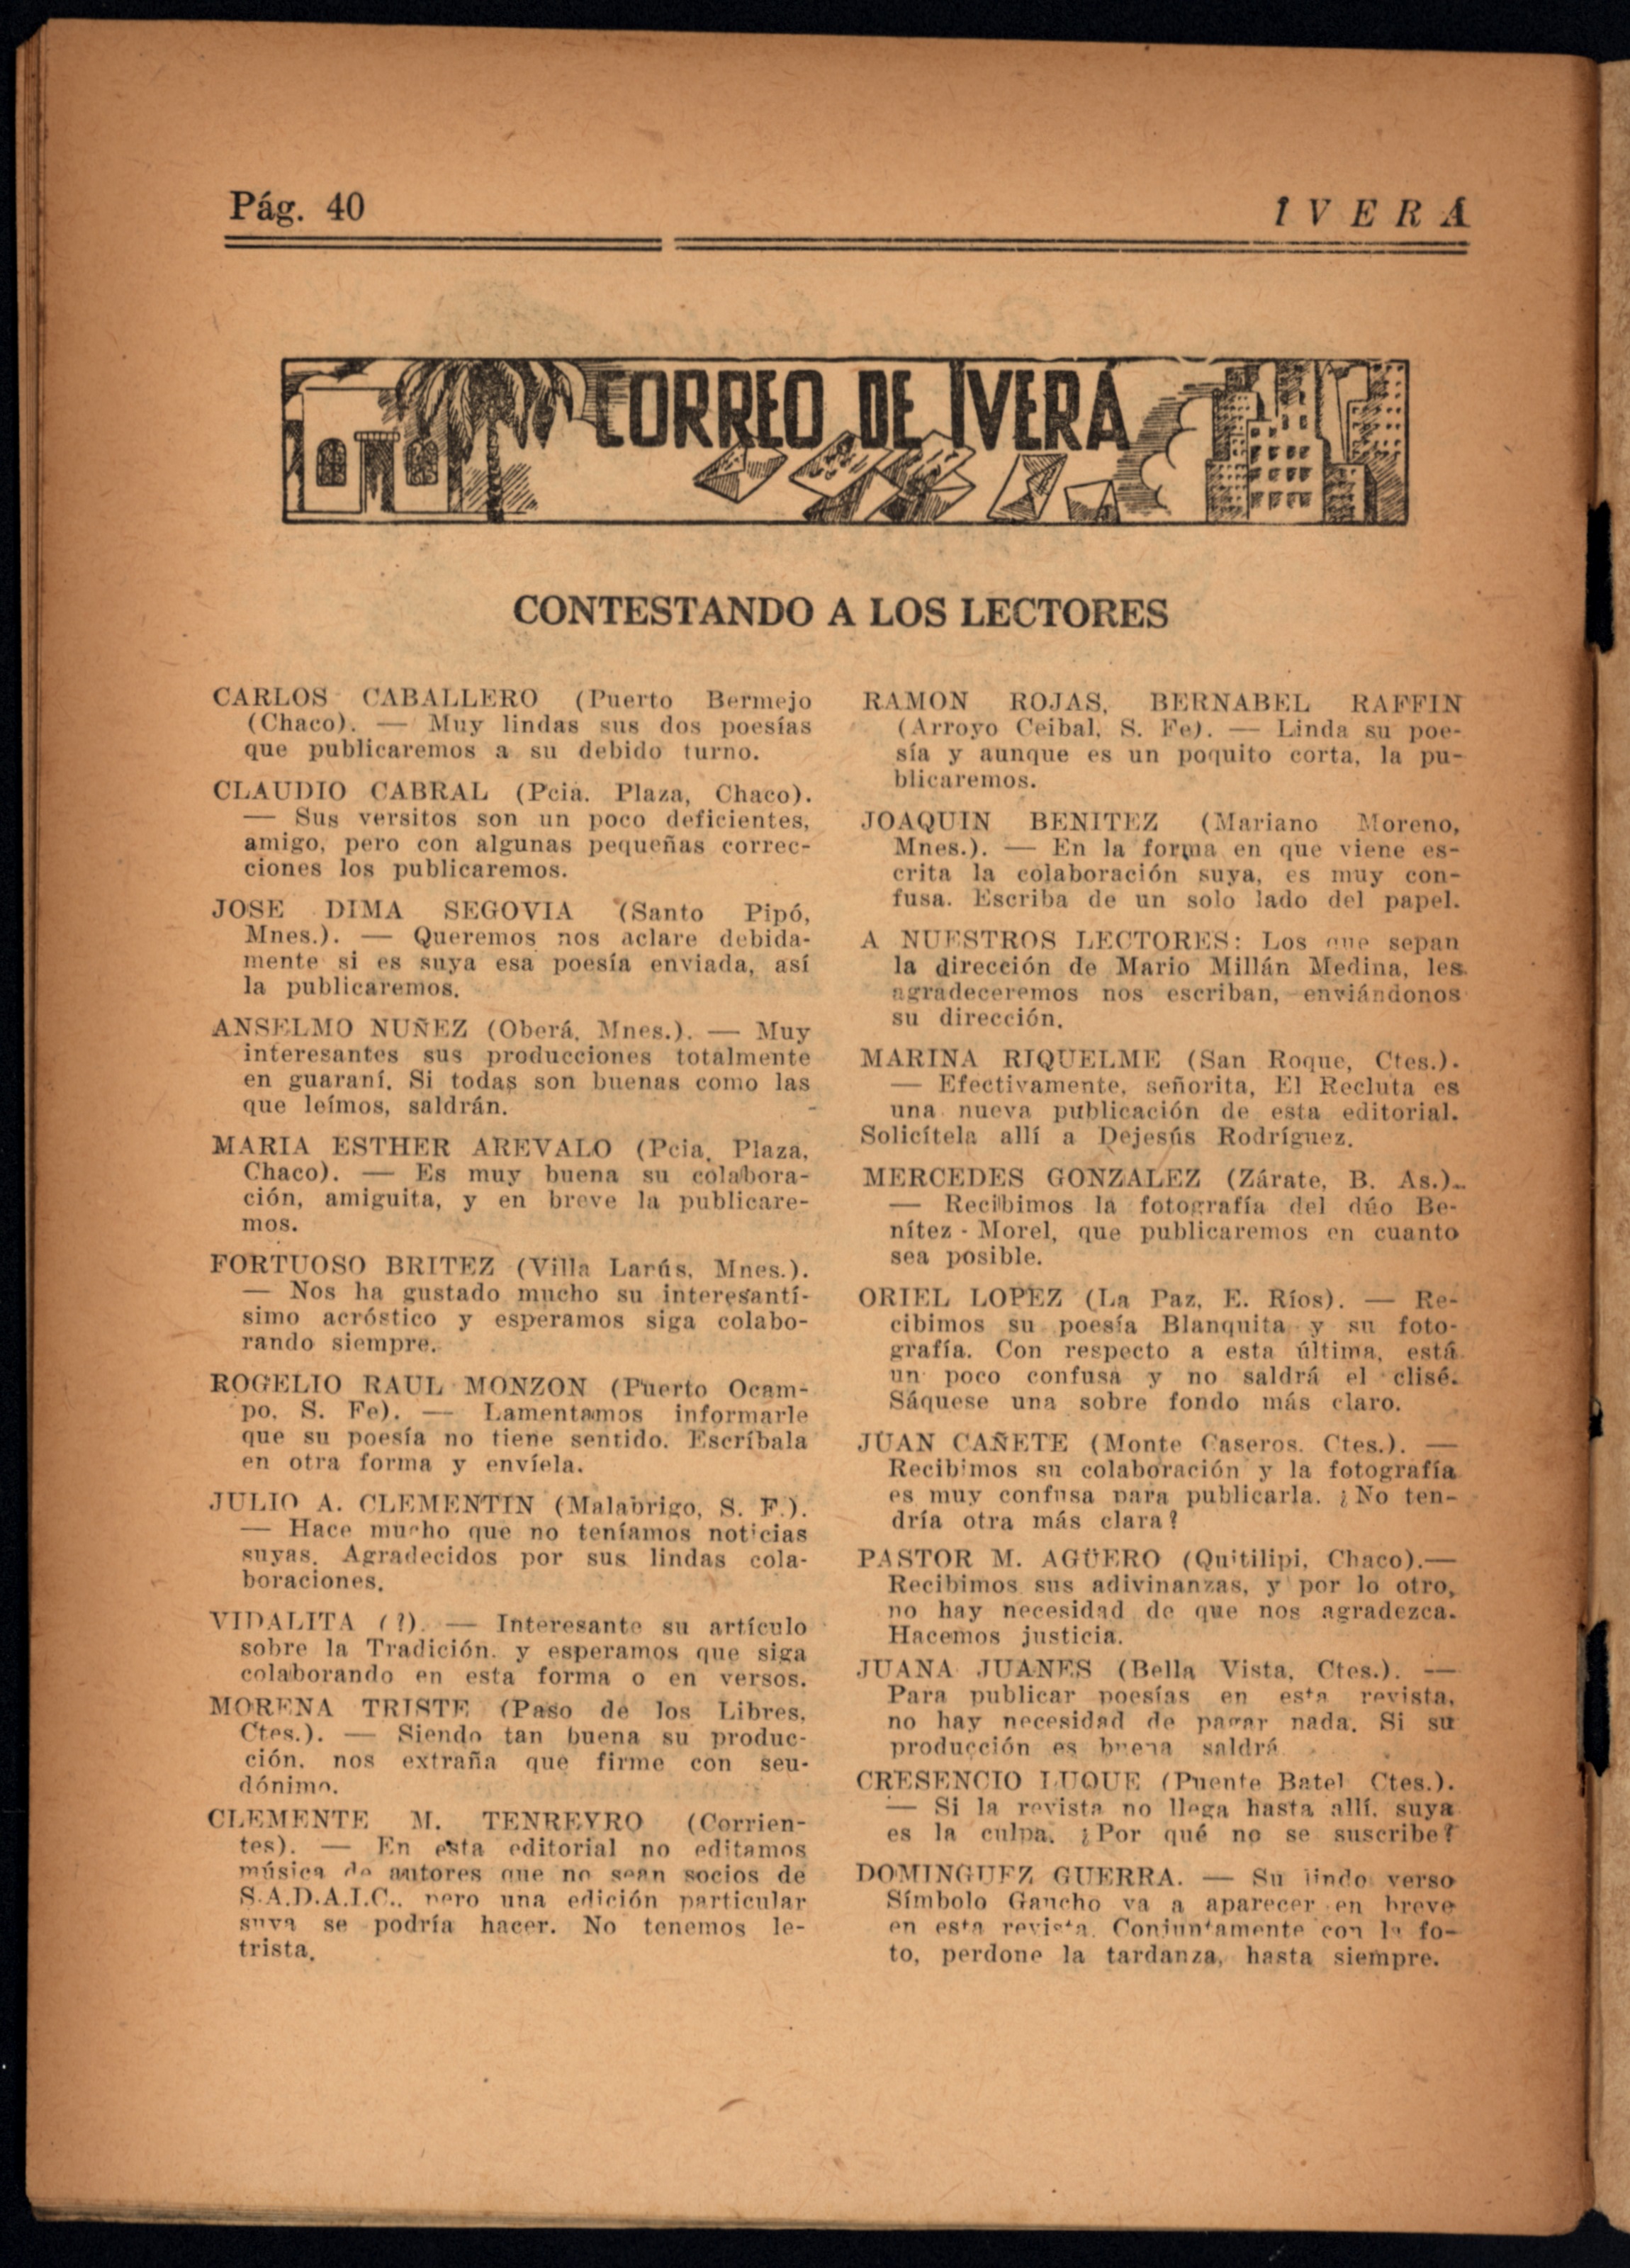 Pág. 40
IVERÁ
CORREO DE IVERÁ
CONTESTANDO A LOS LECTORES
CARLOS CABALLERO (Puerto Bermejo
(Chaco). — Muy lindas sus dos poesías
que publicaremos a su debido turno.
CLAUDIO CABRAL (Pcia. Plaza, Chaco).
— Sus versitos son un poco deficientes,
amigo, pero con algunas pequeñas correc-
ciones los publicaremos.
JOSE DIMA SEGOVIA (Santo Pipó,
Mnes.). — Queremos nos aclare debida-
mente si es suya esa poesía enviada, así
la publicaremos.
ANSELMO NUÑEZ (Oberá, Mnes.). — Muy
interesantes sus producciones totalmente
en guaraní. Si todas son buenas como las
que leímos, saldrán.
MARIA ESTHER AREVALO (Pcia. Plaza,
Chaco). — Es muy buena su colabora-
ción, amiguita, y en breve la publicare-
mos.
FORTUOSO BRITEZ (Villa Larús, Mnes.).
— Nos ha gustado mucho su interesantí-
simo acróstico y esperamos siga colabo-
rando siempre.
ROGELIO RAUL MONZON (Puerto Ocam-
po, S. Fe). — Lamentamos informarle
que su poesía no tiene sentido. Escríbala
en otra forma y envíela.
JULIO A. CLEMENTIN (Malabrigo, S. F.).
— Hace mucho que no teníamos noticias
suyas. Agradecidos por sus lindas cola-
boraciones.
VIDALITA (?). — Interesante su artículo
sobre la Tradición. y esperamos que siga
colaborando en esta forma o en versos.
MORENA TRISTE (Paso de los Libres,
Ctes.). — Siendo tan buena su produc-
ción, nos extraña que firme con seu-
dónimo.
CLEMENTE M. TENREYRO (Corrien-
tes). — En esta editorial no editamos
música de autores que no sean socios de
S.A.D.A.I.C., pero una edición particular
suya se podría hacer. No tenemos le-
trista.
RAMON ROJAS, BERNABEL RAFFIN
(Arroyo Ceibal, S. Fe). — Linda su poe-
sía y aunque es un poquito corta, la pu-
blicaremos.
JOAQUIN BENITEZ (Mariano Moreno,
Mnes.). — En la forma en que viene es-
crita la colaboración suya, es muy con-
fusa. Escriba de un solo lado del papel.
A NUESTROS LECTORES: Los que sepan
la dirección de Mario Millán Medina, les
agradeceremos nos escriban, enviándonos
su dirección.
MARINA RIQUELME (San Roque, Ctes.).
— Efectivamente, señorita, El Recluta es
una nueva publicación de esta editorial.
Solicítela allí a Dejesús Rodríguez.
MERCEDES GONZALEZ (Zárate, B. As.).
— Recibimos la fotografía del dúo Be-
nítez - Morel, que publicaremos en cuanto
sea posible.
ORIEL LOPEZ (La Paz, E. Ríos). — Re-
cibimos su poesía Blanquita y su foto-
grafía. Con respecto a esta última, está
un poco confusa y no saldrá el clisé.
Sáquese una sobre fondo más claro.
JUAN CAÑETE (Monte Caseros. Ctes.). —
Recibimos su colaboración y la fotografía
es muy confusa para publicarla. ¿No ten-
dría otra más clara?
PASTOR M. AGÜERO (Quitilipi, Chaco).—
Recibimos sus adivinanzas, y por lo otro,
no hay necesidad de que nos agradezca.
Hacemos justicia.
JUANA JUANES (Bella Vista, Ctes.). —
Para publicar poesías en esta revista,
no hay necesidad de pagar nada. Si su
producción es buena saldrá
CRESENCIO LUQUE (Puente Batel Ctes.).
— Si la revista no llega hasta allí. suya
es la culpa. ¿Por qué no se suscribe?
DOMINGUEZ GUERRA. — Su lindo verso
Símbolo Gaucho va a aparecer en breve
en esta revista. Conjuntamente con la fo-
to, perdone la tardanza, hasta siempre.